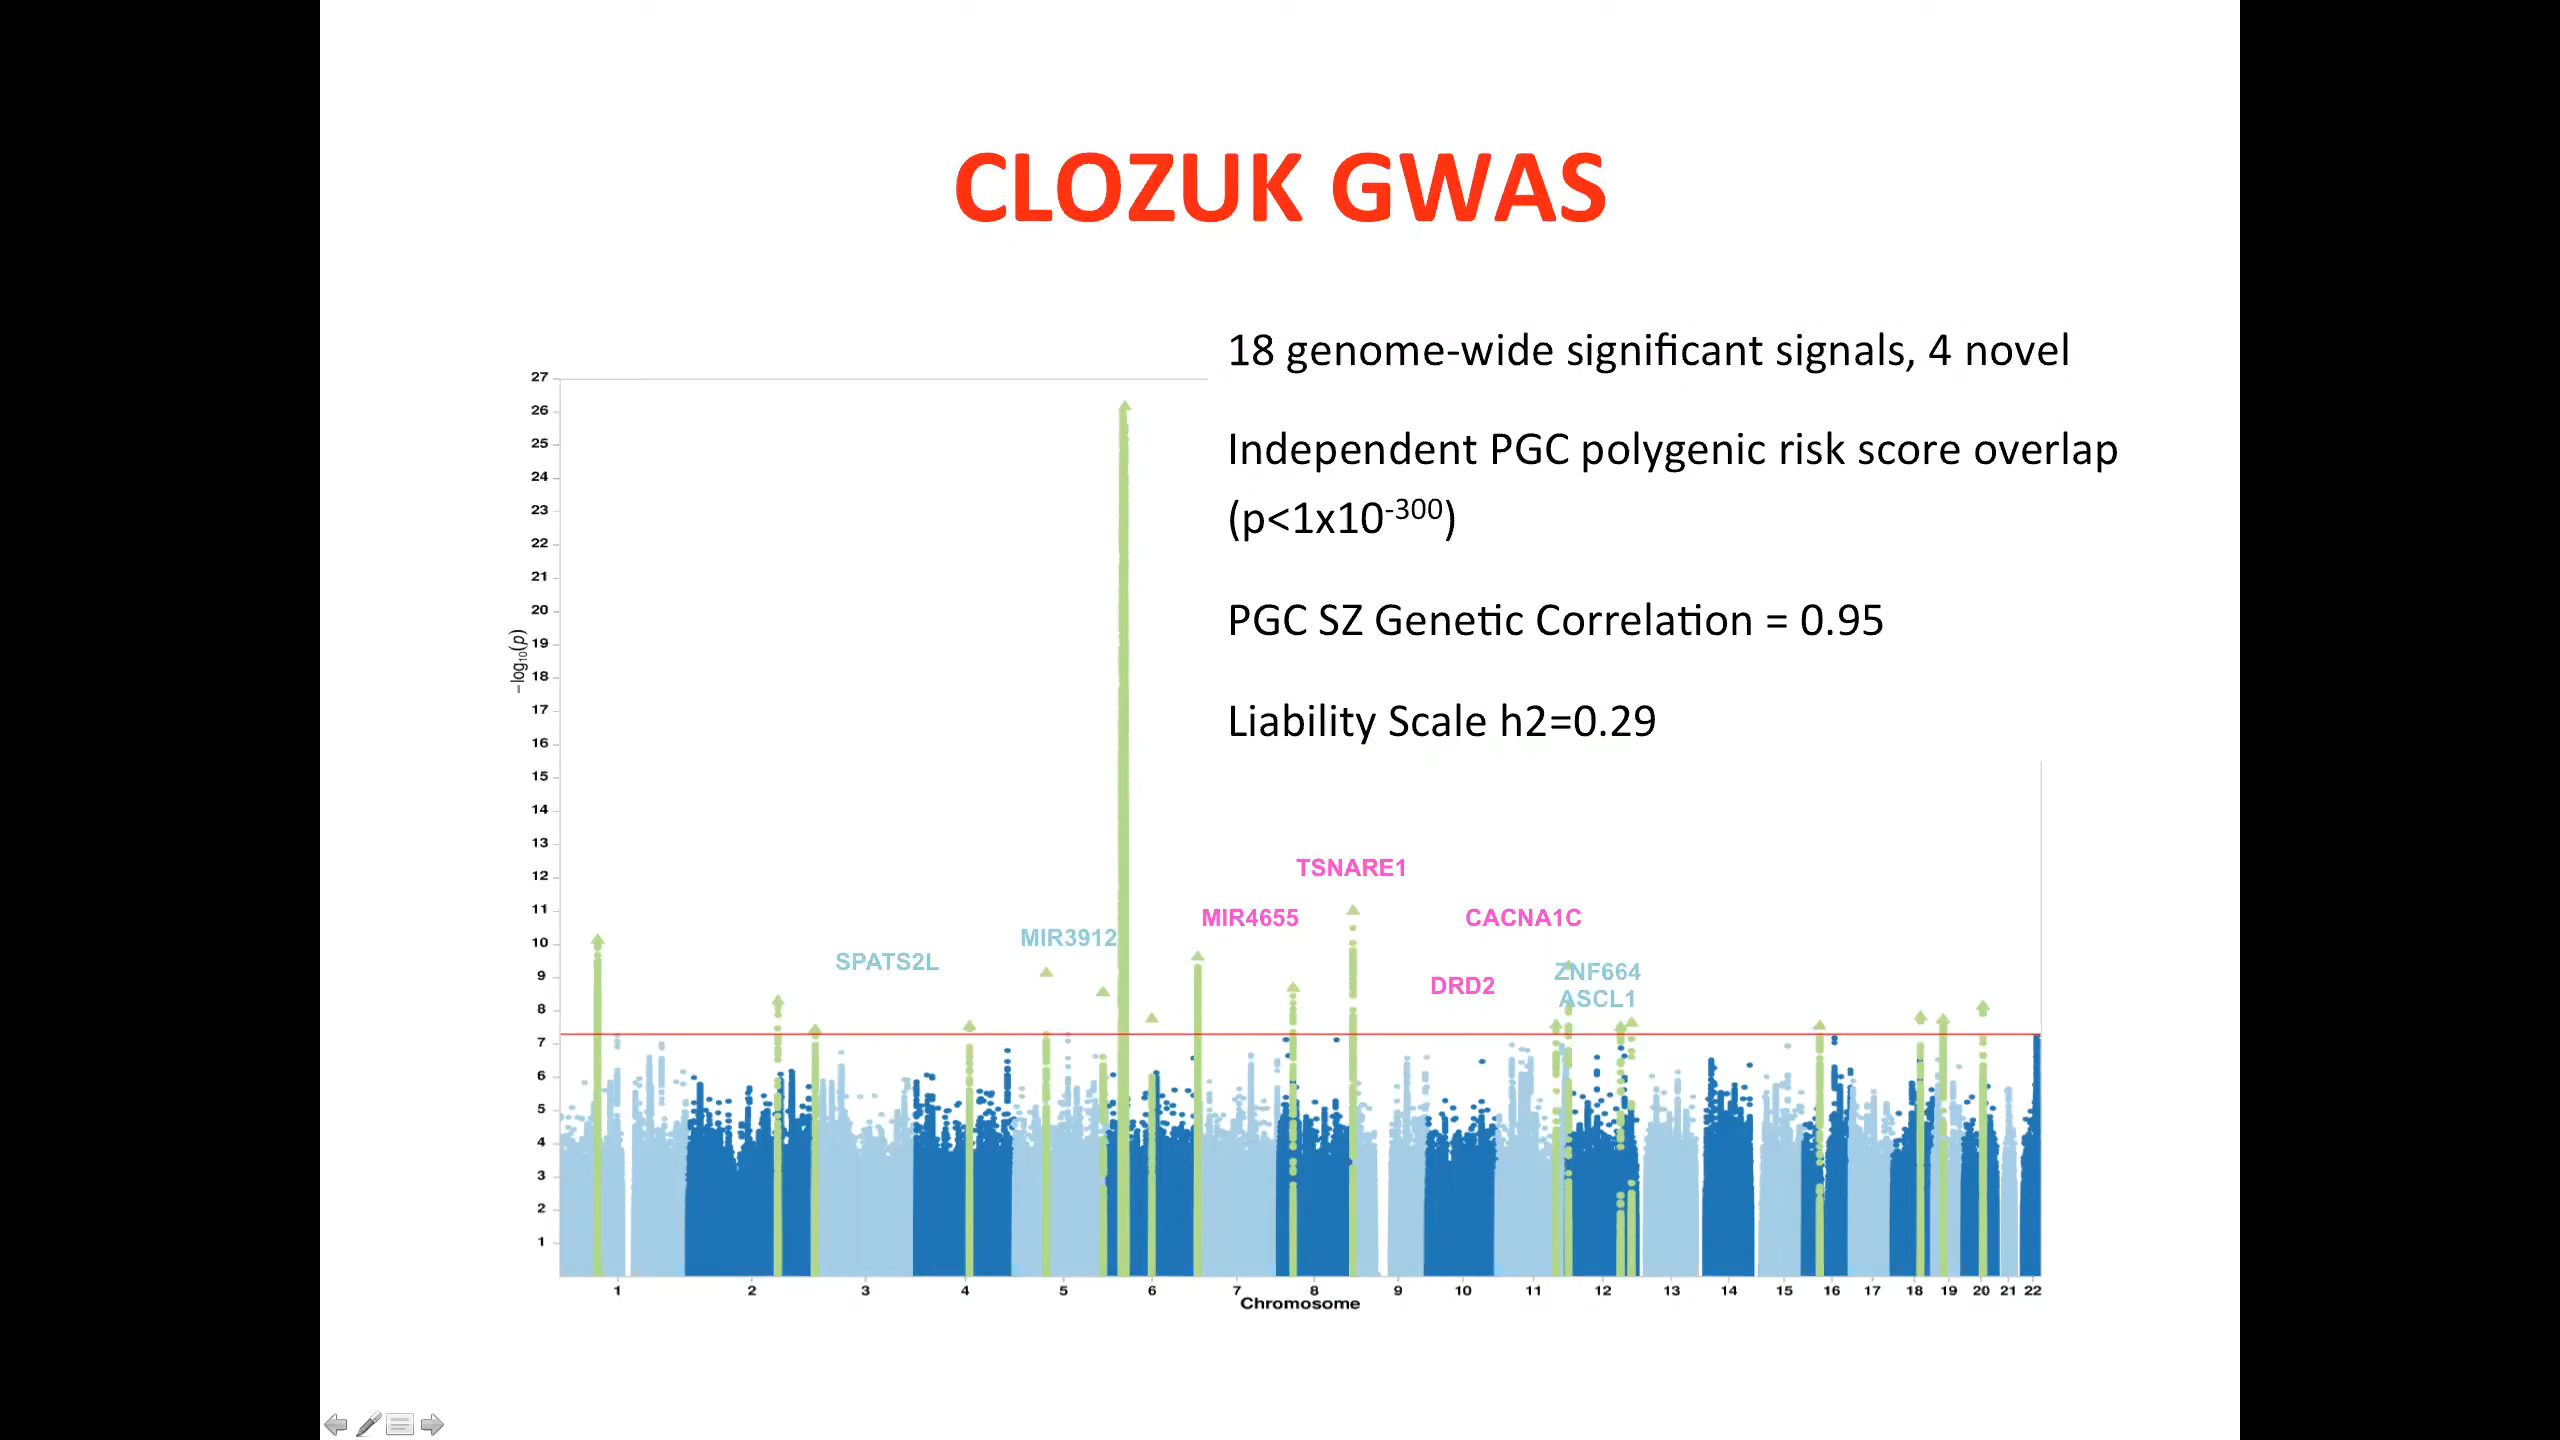 CLOZUK GWAS
18 genome-wide significant signals, 4 novel
Independent PGC polygenic risk score overlap
(p<1x10-300)
PGC SZ Genetic Correlation = 0.95
Liability Scale h2=0.29
27
26
25
24
23
22
21
20
19
18
17
16
15
14
13
12
11
10
9
8
7
6
5
4
3
2
1
−log10(p)
TSNARE1
MIR4655
CACNA1C
MIR3912
SPATS2L
ZNF664
DRD2
ASCL1
1 2 3 4 5 6 7 8 9 10 11 12 13 14 15 16 17 18 19 20 21 22
Chromosome